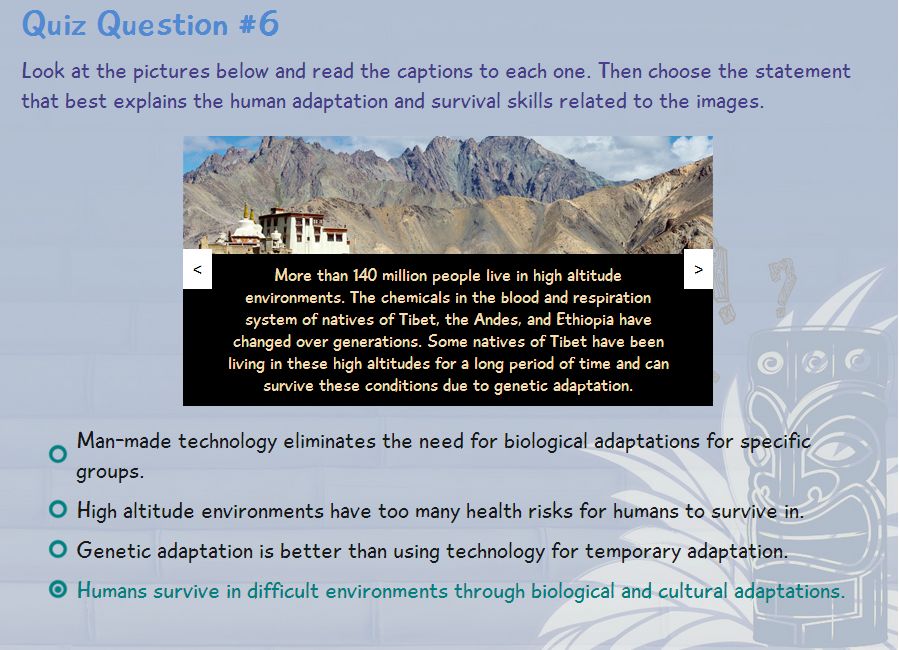 Quiz Question #6
Look at the pictures below and read the captions to each one. Then choose the statement
that best explains the human adaptation and survival skills related to the images.
<
>
More than 140 million people live in high altitude
environments. The chemicals in the blood and respiration
system of natives of Tibet, the Andes, and Ethiopia have
changed over generations. Some natives of Tibet have been
living in these high altitudes for a long period of time and can
survive these conditions due to genetic adaptation.
Man-made technology eliminates the need for biological adaptations for specific
groups.
High altitude environments have too many health risks for humans to survive in.
Genetic adaptation is better than using technology for temporary adaptation.
Humans survive in difficult environments through biological and cultural adaptations.